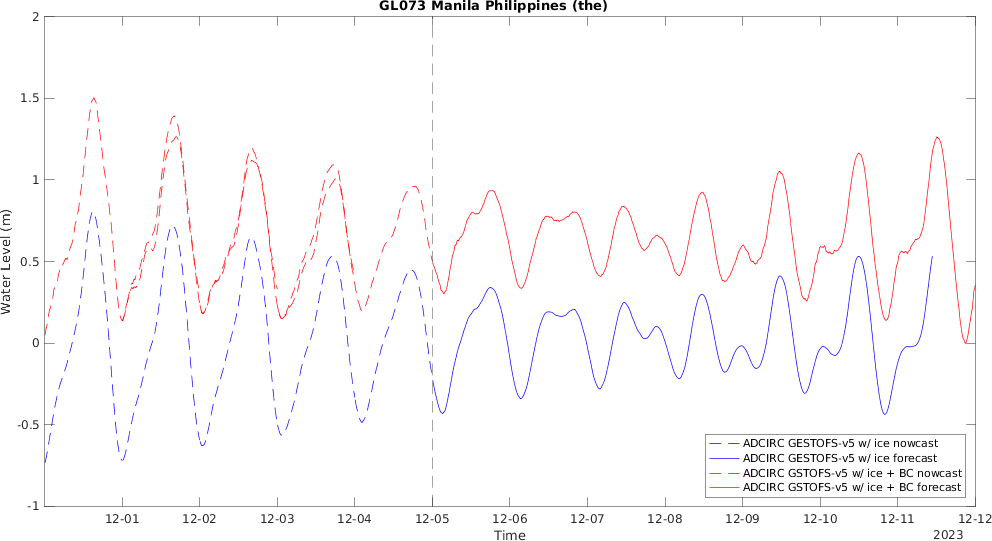 GL073 Manila Philippines (the)
2
1.5
1
0.5
0
-0.5
-1
Water Level (m)
12-01 12-02 12-03 12-04 12-05 12-06 12-07 12-08 12-09 12-10 12-11 12-12
Time
2023
ADCIRC GESTOFS-v5 w/ ice nowcast
ADCIRC GESTOFS-v5 w/ ice forecast
ADCIRC GSTOFS-v5 w/ ice + BC nowcast
ADCIRC GSTOFS-v5 w/ ice + BC forecast